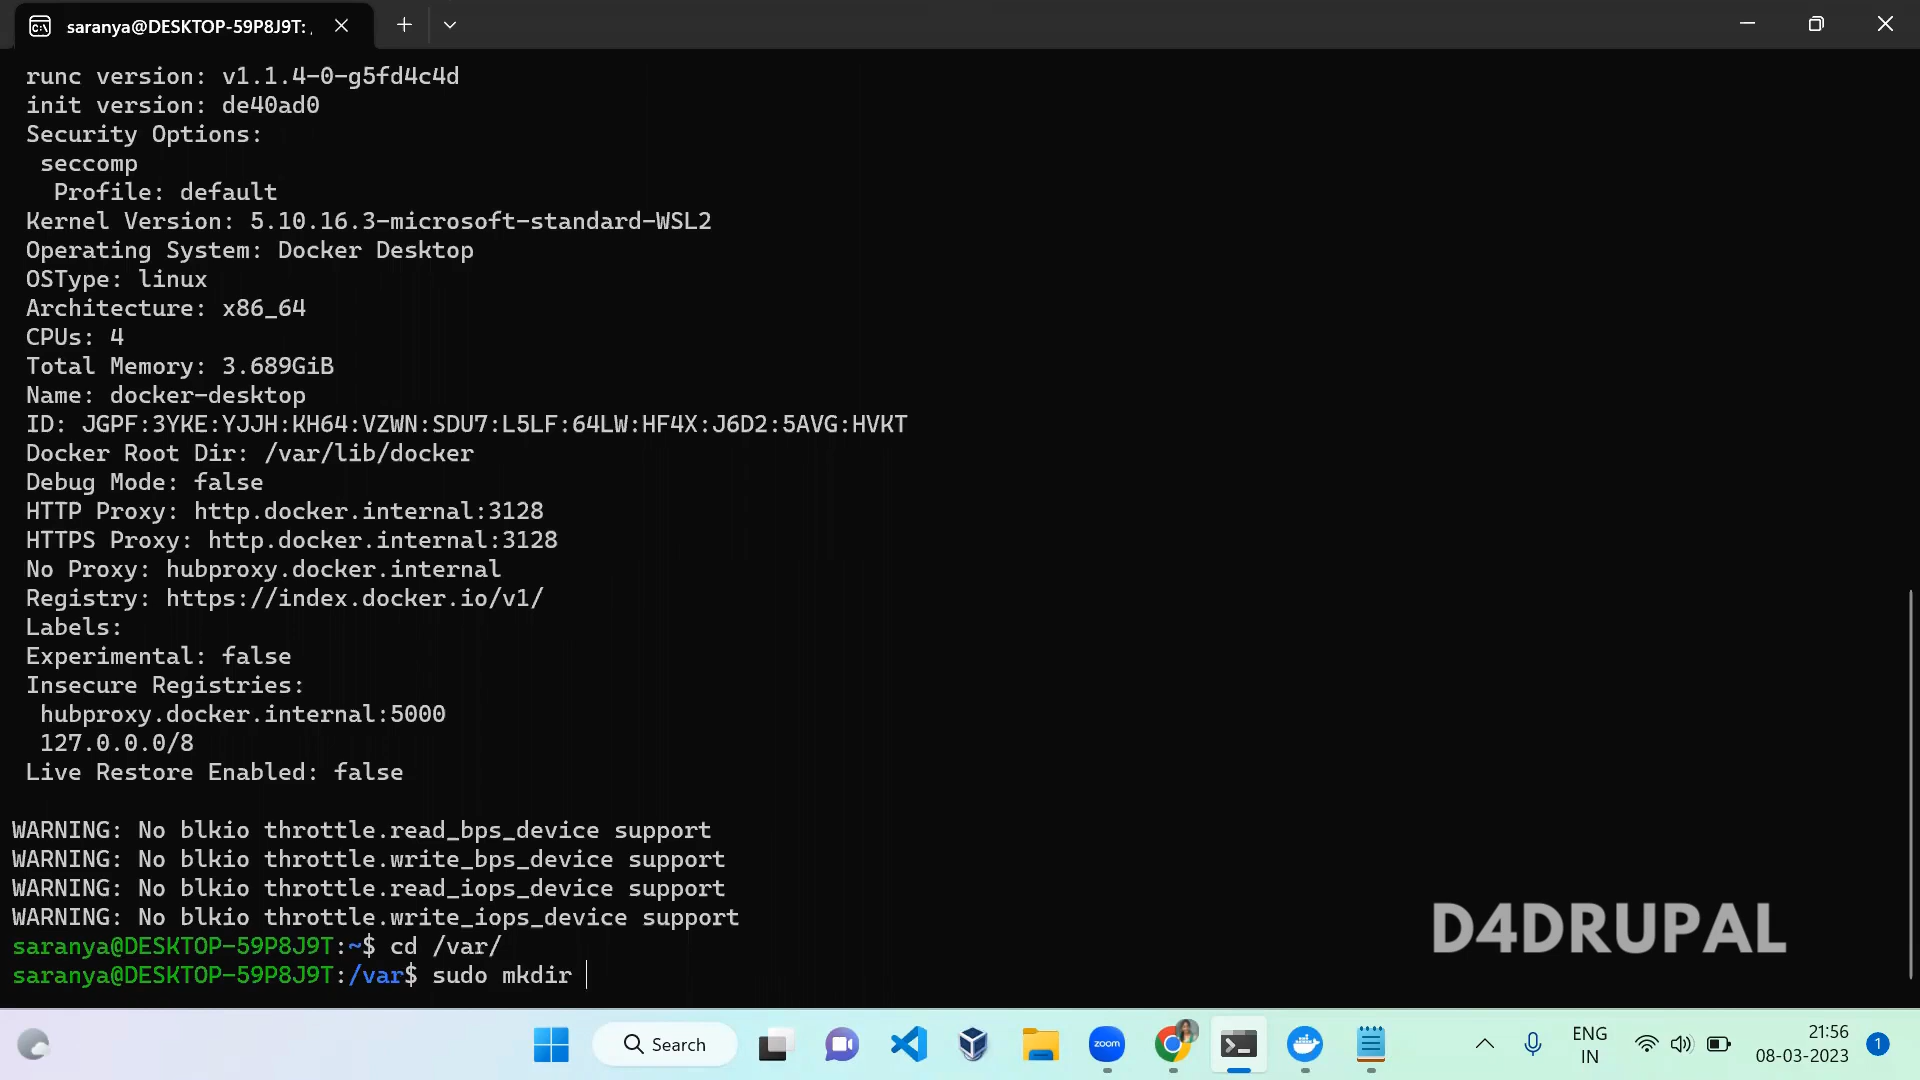 saranya@DESKTOP-59P8J9T: ,
runc version: v1.1.4-0-g5fd4c4d
init version: de40ad0
Security Options:
seccomp
Profile: default
Kernel Version: 5.10.16.3-microsoft-standard-WSL2
Operating System: Docker Desktop
OSType: linux
Architecture: x86_64
CPUs: 4
Total Memory: 3.689GiB
Name: docker-desktop
ID: JGPF:3YKE:YJJH:KH64:VZWN:SDU7:L5LF:64LW:HF4X:J6D2:5AVG:HVKT
Docker Root Dir: /var/lib/docker
Debug Mode: false
HTTP Proxy: http.docker.internal:3128
HTTPS Proxy: http.docker.internal:3128
No Proxy: hubproxy.docker.internal
Registry: https://index.docker.io/v1/
Labels:
Experimental: false
Insecure Registries:
hubproxy.docker.internal:5000
127.0.0.0/8
Live Restore Enabled: false
WARNING: No blkio throttle.read_bps_device support
WARNING: No blkio throttle.write_bps_device support
WARNING: No blkio throttle.read_iops_device support
WARNING: No blkio throttle.write_iops_device support
saranya@DESKTOP-59P8J9T:~$ cd /var/
saranya@DESKTOP-59P8J9T:/var$ sudo mkdir
D4DRUPAL
Search
zoom
ENG
IN
21:56
08-03-2023
1